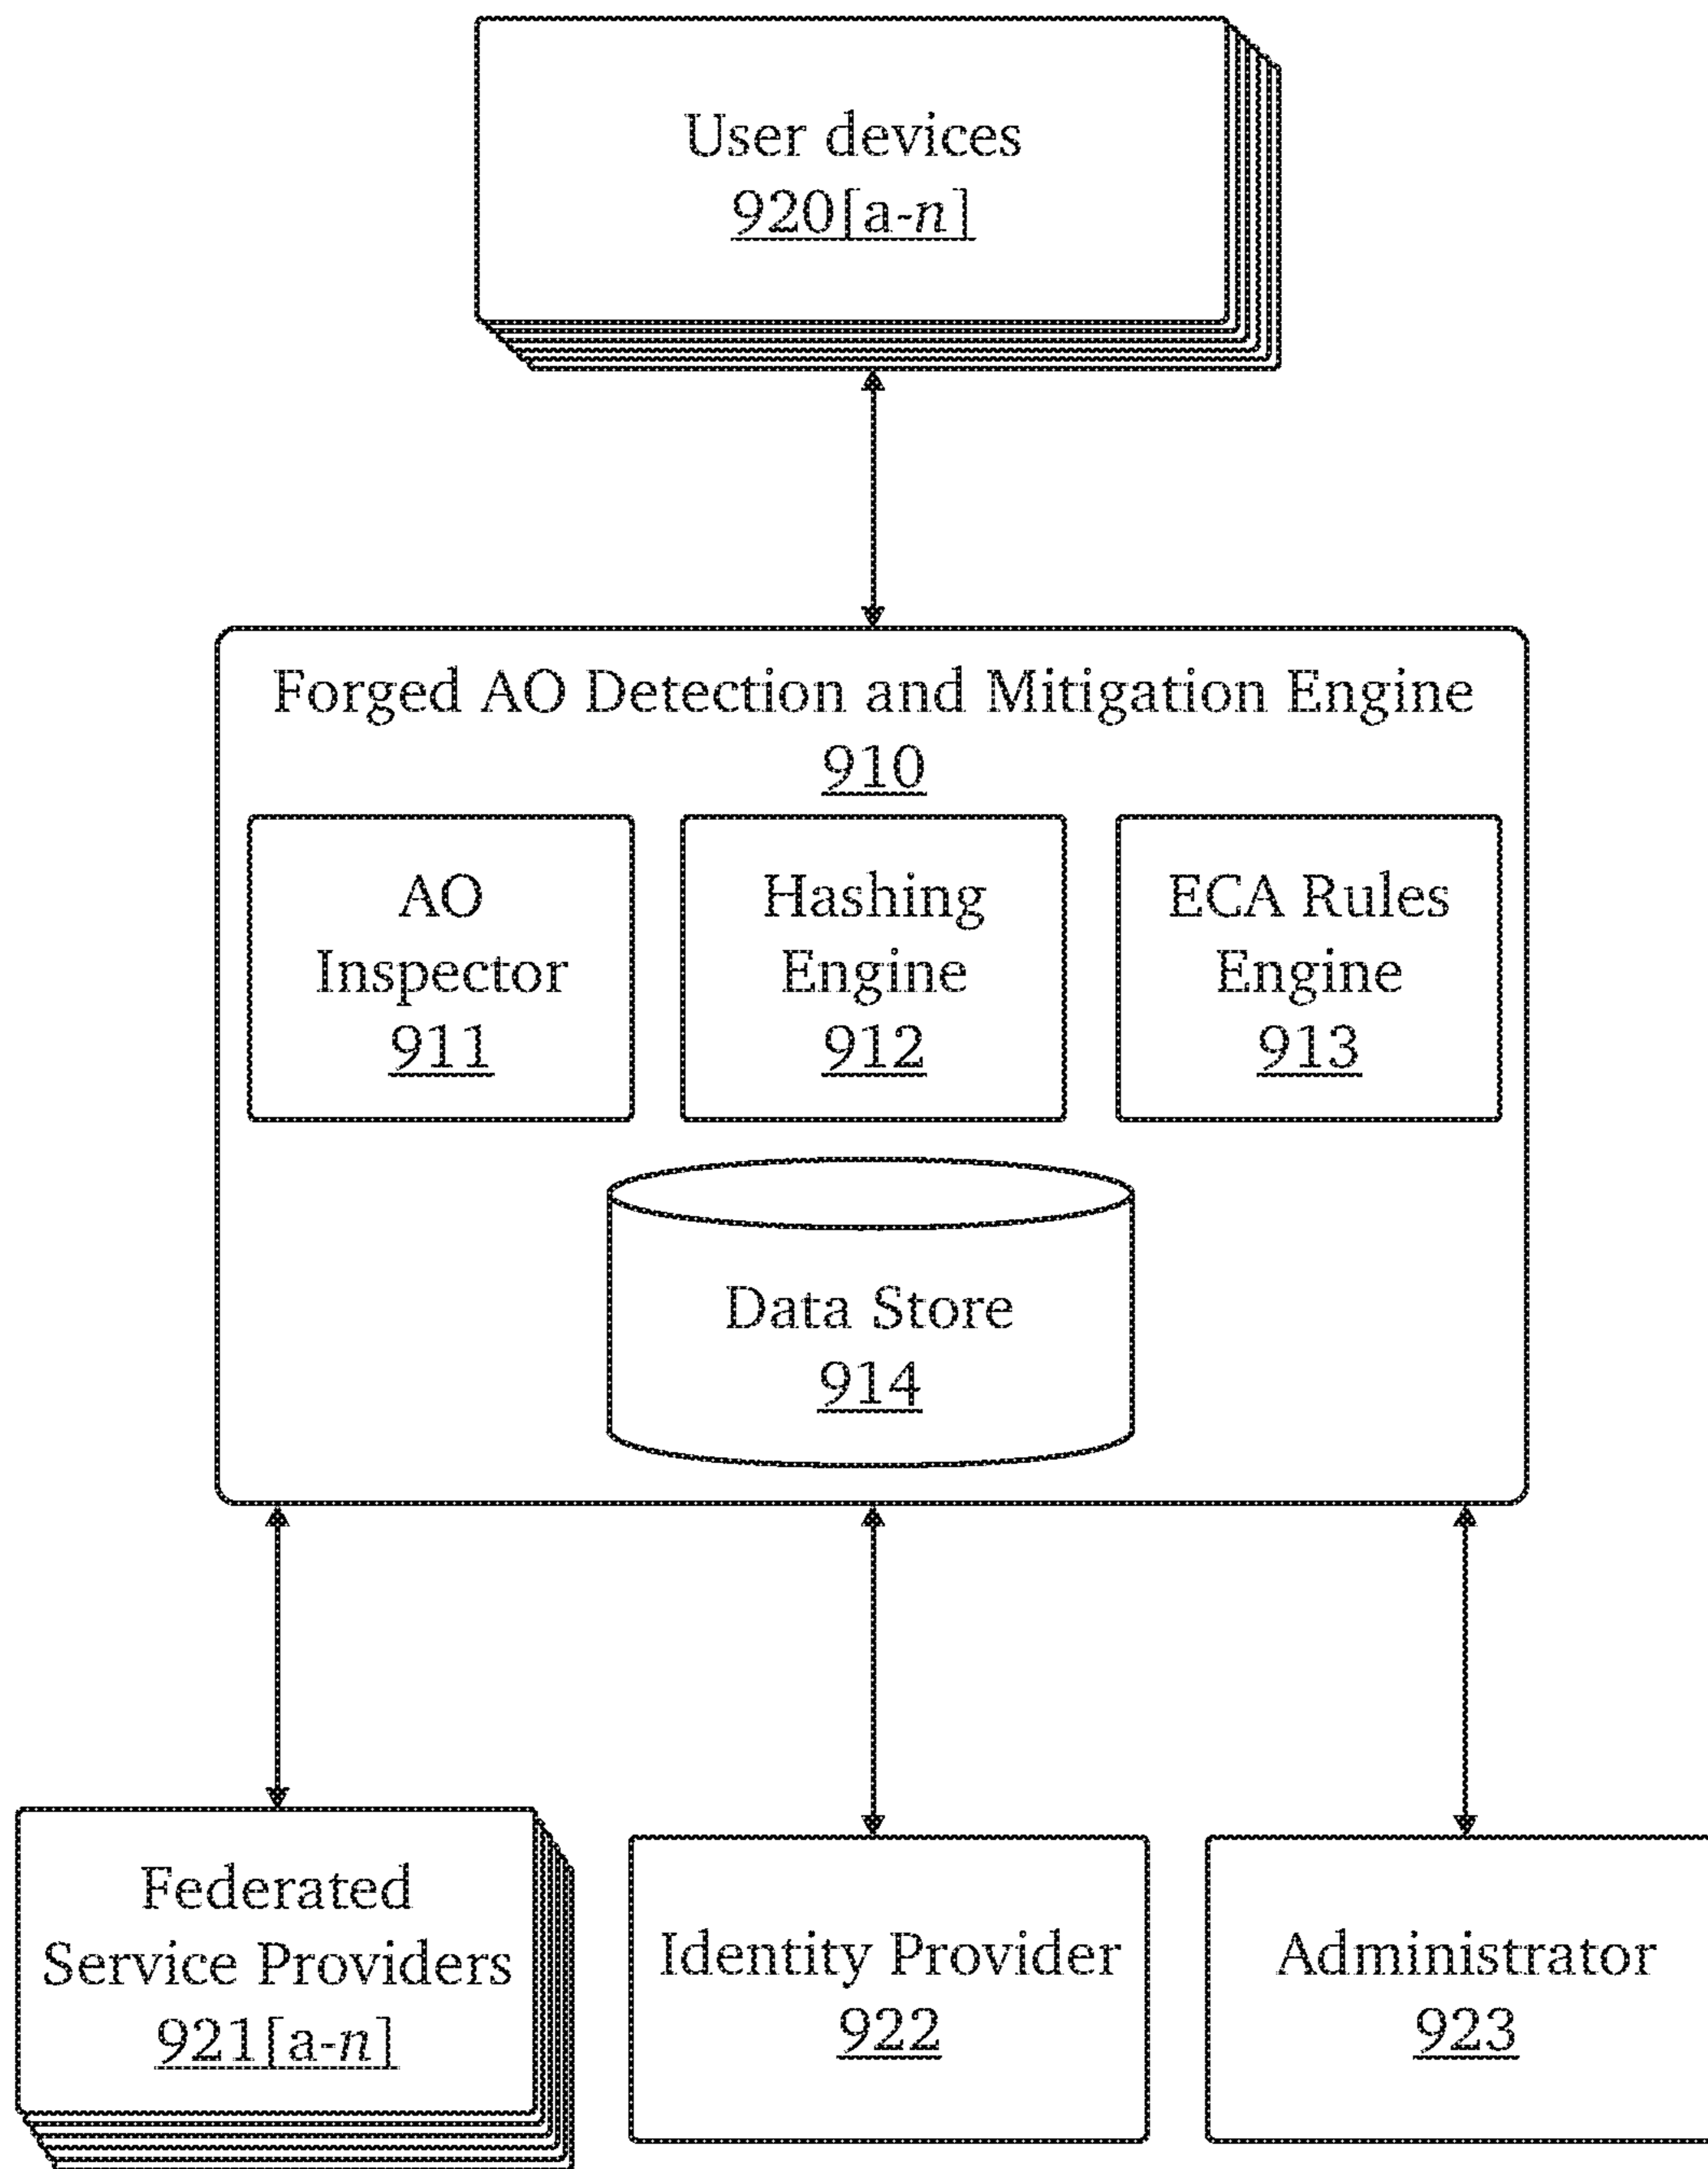 User devices
920[a-n]
Forged AO Detection and Mitigation Engine
910
AO
Inspector
911
Hashing
Engine
912
ECA Rules
Engine
913
Data Store
914
Federated
Service Providers
921[a-n]
Identity Provider
922
Administrator
923